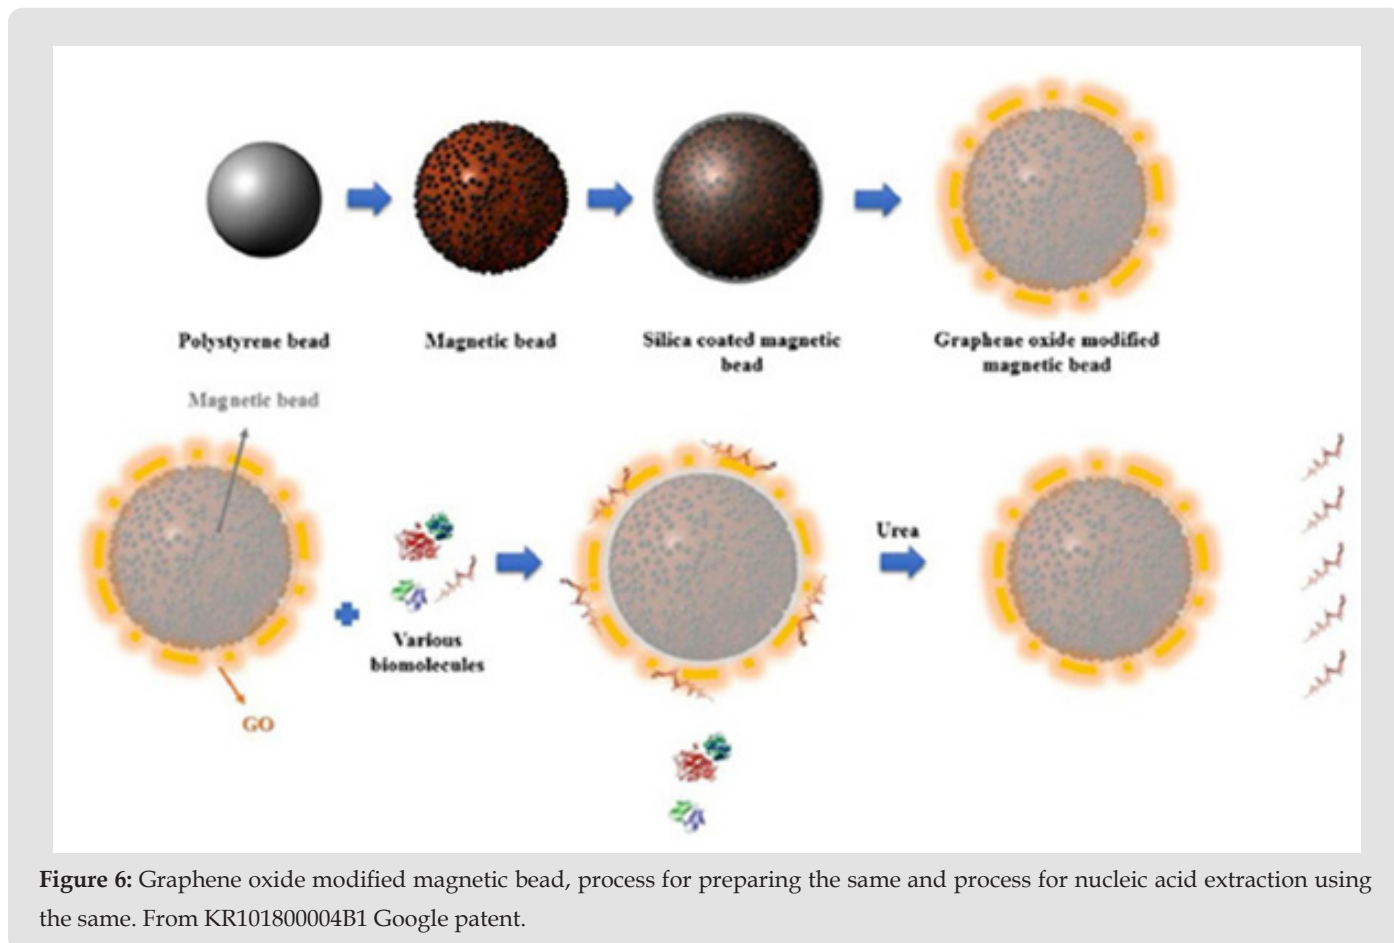 Polystyrene bead
Magnetic bead
Silica coated magnetic
bead
Graphene oxide modified
magnetic bead
Magnetic bead
Various
biomolecules
GO
Urea
Figure 6: Graphene oxide modified magnetic bead, process for preparing the same and process for nucleic acid extraction using
the same. From KR101800004B1 Google patent.